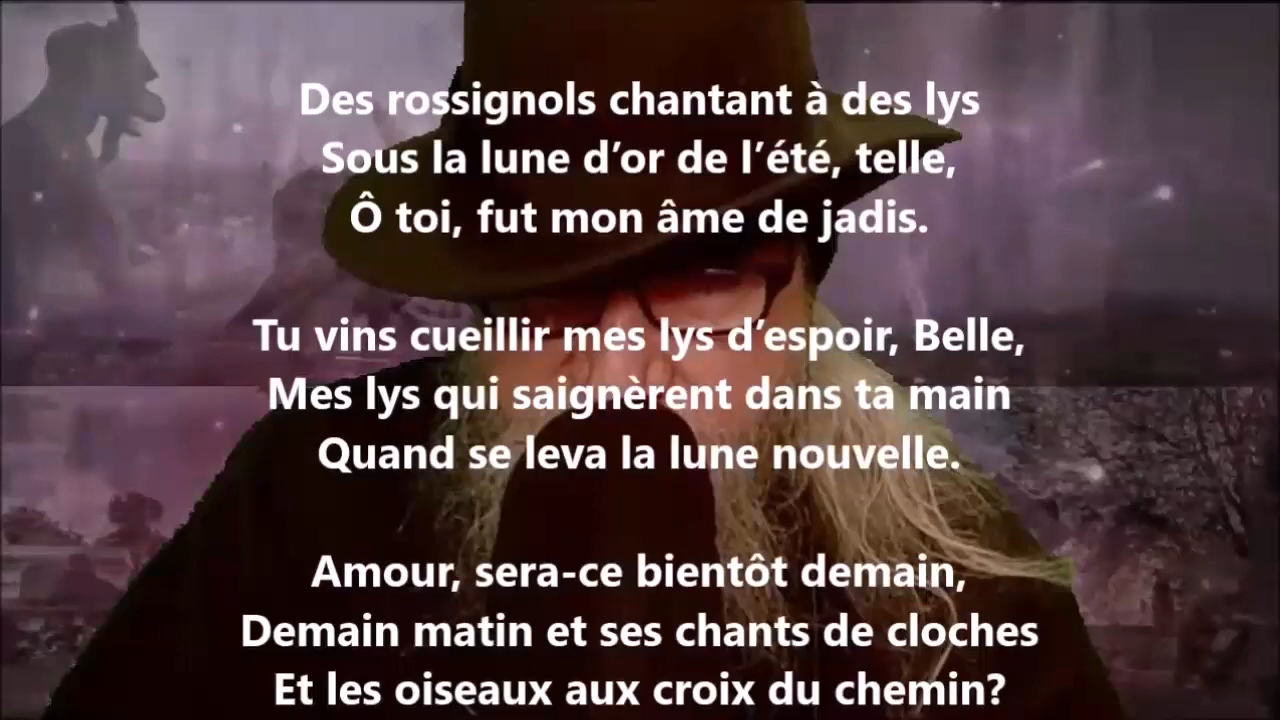 Des rossignols chantant à des lys
Sous la lune d’or de l’été, telle,
Ô toi, fut mon âme de jadis.
Tu vins cueillir mes lys d’espoir, Belle,
Mes lys qui saignèrent dans ta main
Quand se leva la lune nouvelle.
Amour, sera-ce bientôt demain,
Demain matin et ses chants de cloches
Et les oiseaux aux croix du chemin?